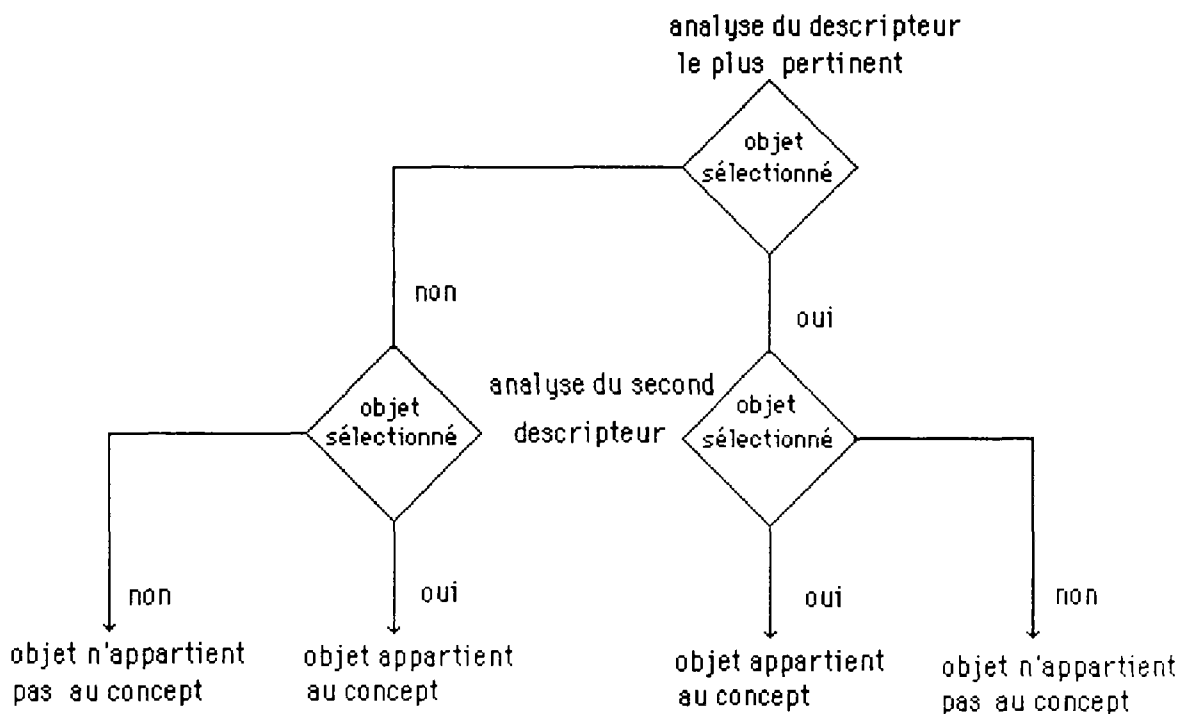 analyse du descripteur
le plus pertinent
objet
sélectionné
non
oui
objet
sélectionné
analyse du second
descripteur
objet
sélectionné
non
oui
oui
non
objet n'appartient
pas au concept
objet appartient
au concept
objet appartient
au concept
objet n'appartient
pas au concept